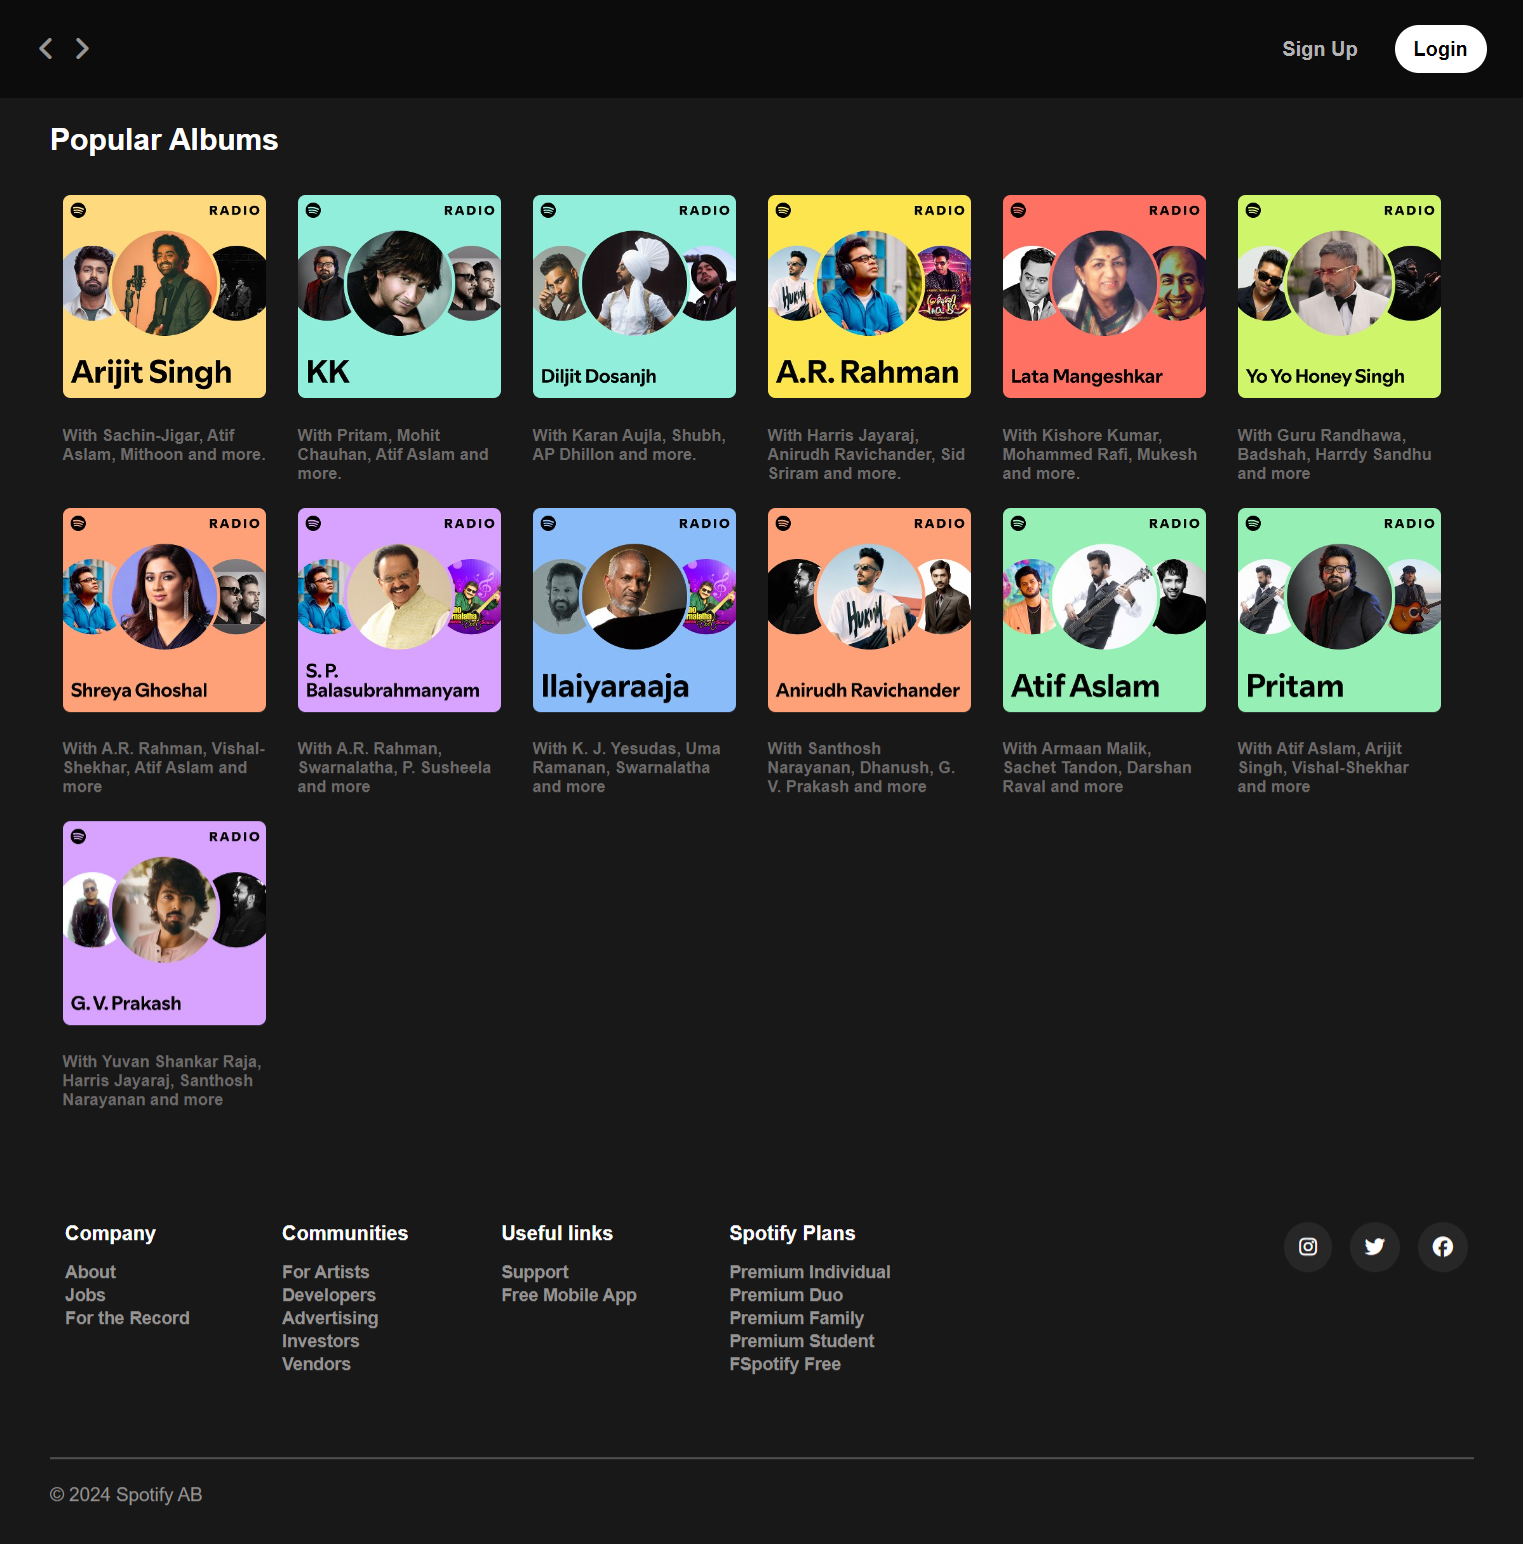 Sign Up
Login
Popular Albums
RADIO
Arijit Singh
RADIO
KK
RADIO
Diljit Dosanjh
RADIO
A.R. Rahman
RADIO
Lata Mangeshkar
RADIO
Yo Yo Honey Singh
With Sachin-Jigar, Atif
Aslam, Mithoon and more.
With Pritam, Mohit
Chauhan, Atif Aslam and
more.
With Karan Aujla, Shubh,
AP Dhillon and more.
With Harris Jayaraj,
Anirudh Ravichander, Sid
Sriram and more.
With Kishore Kumar,
Mohammed Rafi, Mukesh
and more.
With Guru Randhawa,
Badshah, Harrdy Sandhu
and more
RADIO
Shreya Ghoshal
RADIO
S. P.
Balasubrahmanyam
RADIO
Ilaiyaraaja
RADIO
HUKUM
Anirudh Ravichander
RADIO
Atif Aslam
RADIO
Pritam
With A.R. Rahman, Vishal-
Shekhar, Atif Aslam and
more
With A.R. Rahman,
Swarnalatha, P. Susheela
and more
With K. J. Yesudas, Uma
Ramanan, Swarnalatha
and more
With Santhosh
Narayanan, Dhanush, G.
V. Prakash and more
With Armaan Malik,
Sachet Tandon, Darshan
Raval and more
With Atif Aslam, Arijit
Singh, Vishal-Shekhar
and more
RADIO
G. V. Prakash
With Yuvan Shankar Raja,
Harris Jayaraj, Santhosh
Narayanan and more
Company
About
Jobs
For the Record
Communities
For Artists
Developers
Advertising
Investors
Vendors
Useful links
Support
Free Mobile App
Spotify Plans
Premium Individual
Premium Duo
Premium Family
Premium Student
FSpotify Free
© 2024 Spotify AB